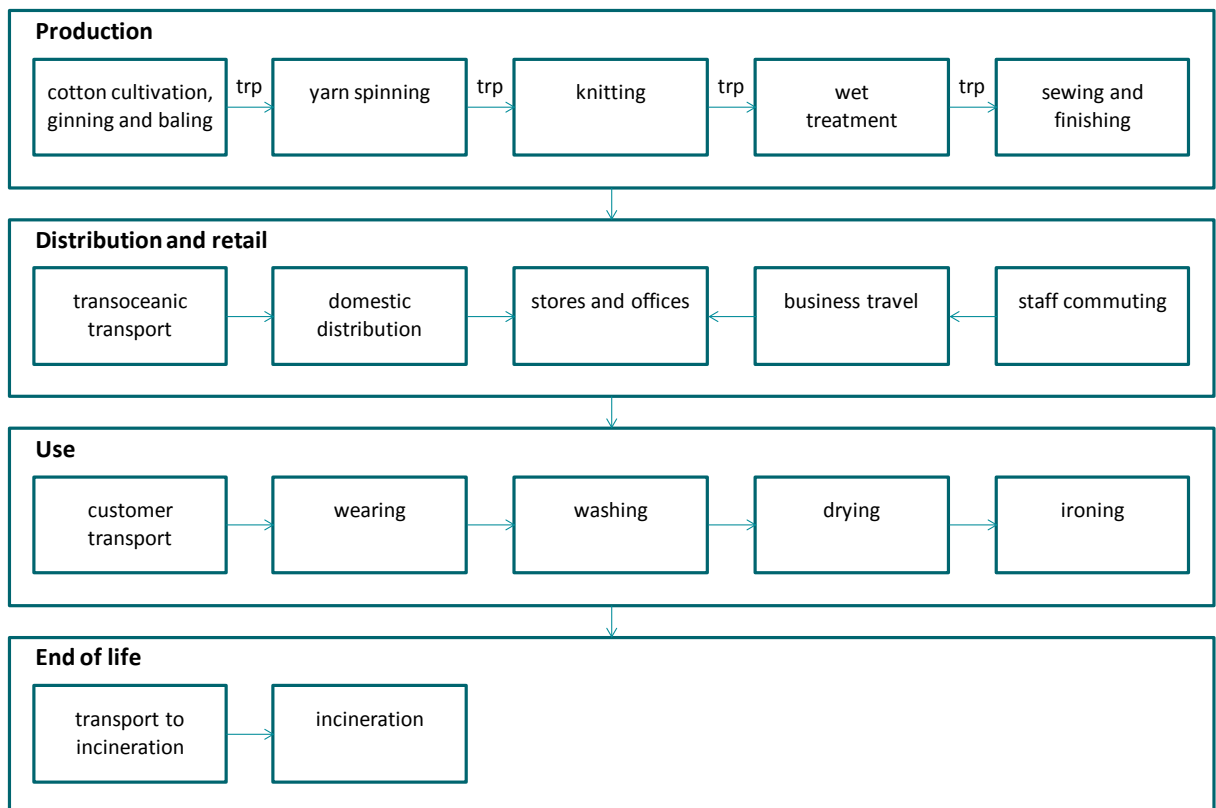 Production
cotton cultivation,
ginning and baling
trp
yarn spinning
trp
knitting
trp
wet
treatment
trp
sewing and
finishing
Distribution and retail
transoceanic
transport
domestic
distribution
stores and offices
business travel
staff commuting
Use
customer
transport
wearing
washing
drying
ironing
End of life
transport to
incineration
incineration